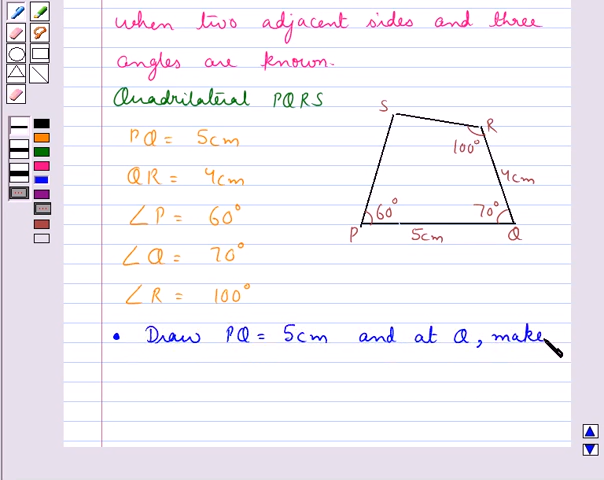 when two adjacent sides and three
angles are known.
Quadrilateral PQRS
PQ = 5cm
QR = 4cm
∠P = 60°
∠Q = 70°
∠R = 100°
S
R
100°
4cm
60°
70°
P
5cm
Q
• Draw PQ = 5cm and at Q, make